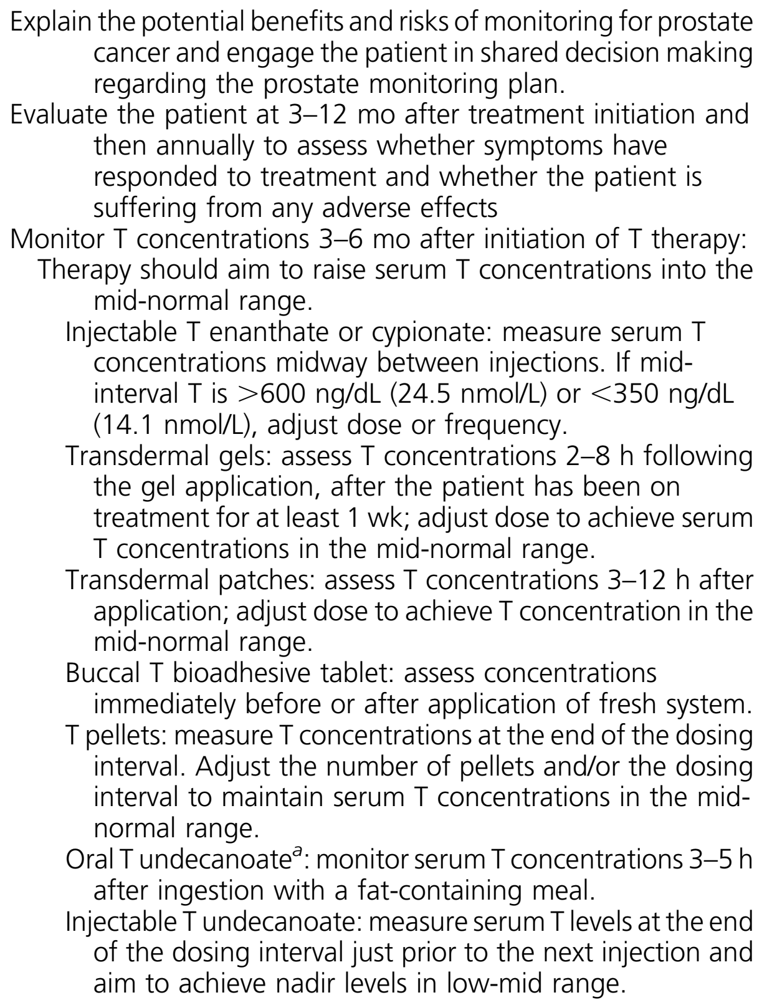 Explain the potential benefits and risks of monitoring for prostate
cancer and engage the patient in shared decision making
regarding the prostate monitoring plan.
Evaluate the patient at 3–12 mo after treatment initiation and
then annually to assess whether symptoms have
responded to treatment and whether the patient is
suffering from any adverse effects
Monitor T concentrations 3–6 mo after initiation of T therapy:
Therapy should aim to raise serum T concentrations into the
mid-normal range.
Injectable T enanthate or cypionate: measure serum T
concentrations midway between injections. If mid-
interval T is >600 ng/dL (24.5 nmol/L) or <350 ng/dL
(14.1 nmol/L), adjust dose or frequency.
Transdermal gels: assess T concentrations 2–8 h following
the gel application, after the patient has been on
treatment for at least 1 wk; adjust dose to achieve serum
T concentrations in the mid-normal range.
Transdermal patches: assess T concentrations 3–12 h after
application; adjust dose to achieve T concentration in the
mid-normal range.
Buccal T bioadhesive tablet: assess concentrations
immediately before or after application of fresh system.
T pellets: measure T concentrations at the end of the dosing
interval. Adjust the number of pellets and/or the dosing
interval to maintain serum T concentrations in the mid-
normal range.
Oral T undecanoate^a: monitor serum T concentrations 3–5 h
after ingestion with a fat-containing meal.
Injectable T undecanoate: measure serum T levels at the end
of the dosing interval just prior to the next injection and
aim to achieve nadir levels in low-mid range.